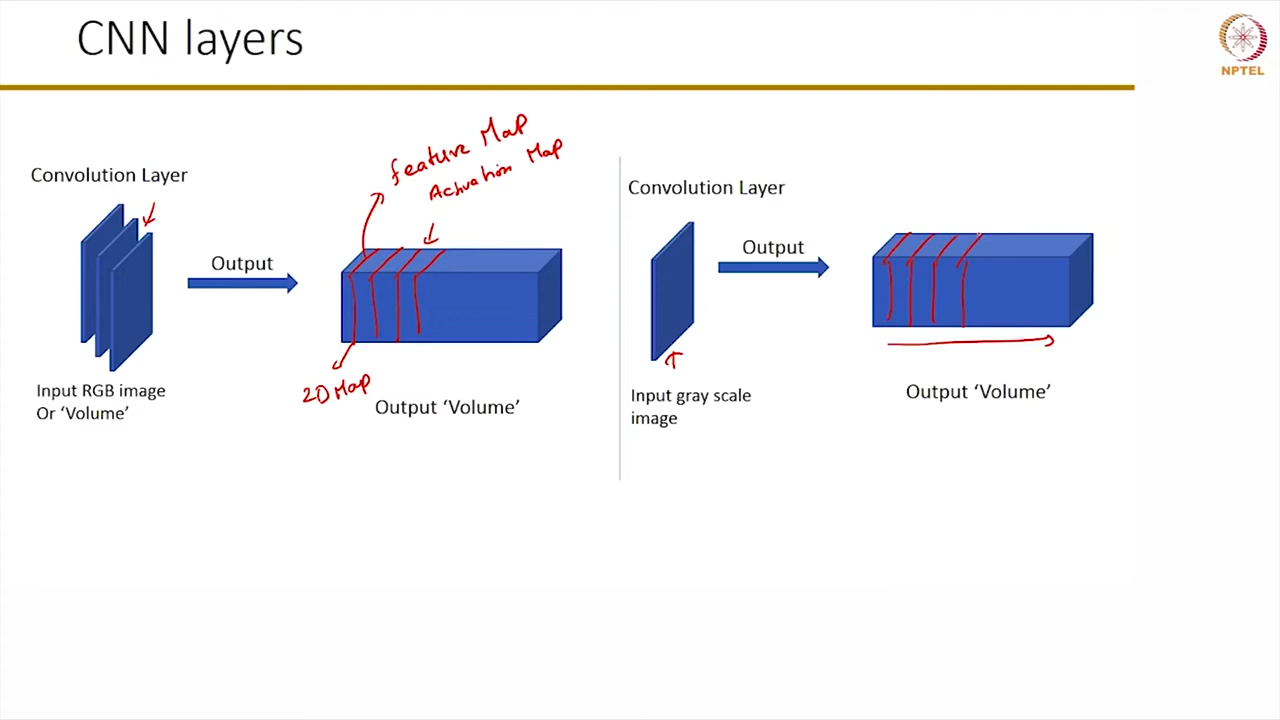 CNN layers
NPTEL
feature Map
Activation Map
Convolution Layer
Output
2D Map
Input RGB image
Or ‘Volume’
Output ‘Volume’
Convolution Layer
Output
Input gray scale
image
Output ‘Volume’